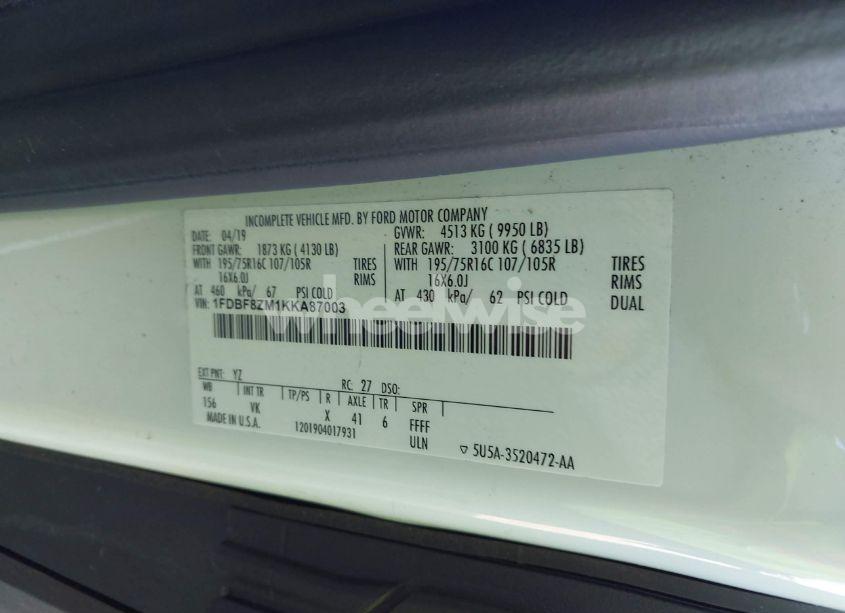 INCOMPLETE VEHICLE MFD. BY FORD MOTOR COMPANY
DATE: 04/19 GVWR: 4513 KG ( 9950 LB)
FRONT GAWR: 1873 KG ( 4130 LB) REAR GAWR: 3100 KG ( 6835 LB)
WITH 195/75R16C 107/105R TIRES WITH 195/75R16C 107/105R TIRES
16X6.0J RIMS 16X6.0J RIMS
AT 460 kPa/ 67 PSI COLD AT 430 kPa/ 62 PSI COLD DUAL
VIN: 1FDBF8ZM1KKA87003
wheelwise
EXT PNT: YZ RC: 27 DSO:
WB INT TR TP/PS R AXLE TR SPR
156 VK X 41 6 FFFF
MADE IN U.S.A. 1201904017931 ULN
5U5A-3520472-AA